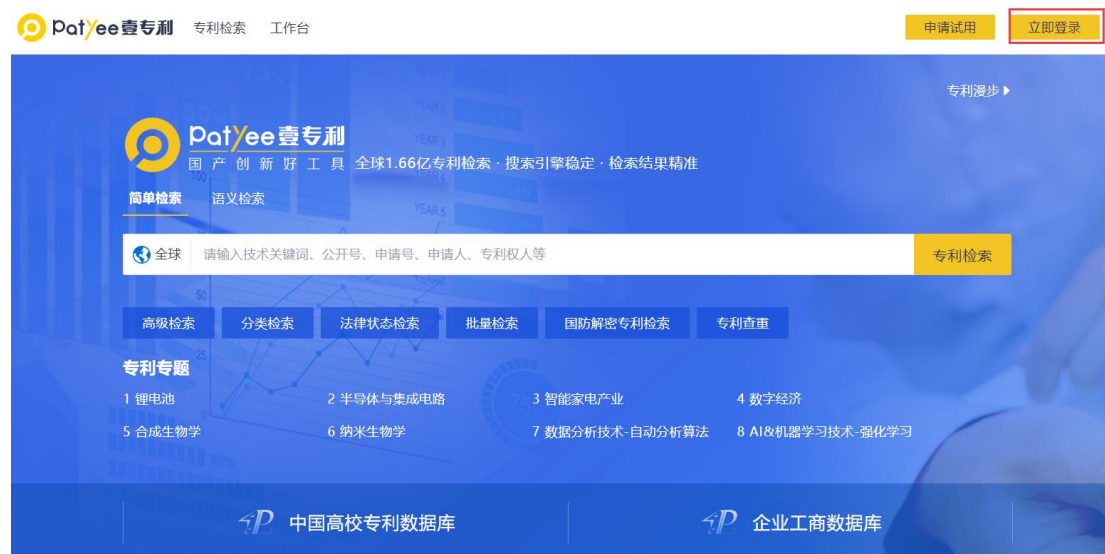 Patyee壹专利 专利检索 工作台 申请试用 立即登录
专利漫步
Patyee壹专利
国产创新好工具 全球1.66亿专利检索 · 搜索引擎稳定 · 检索结果精准
简单检索 语义检索
全球 请输入技术关键词、公开号、申请号、申请人、专利权人等 专利检索
高级检索 分类检索 法律状态检索 批量检索 国防解密专利检索 专利查重
专利专题
1 锂电池 2 半导体与集成电路 3 智能家电产业 4 数字经济
5 合成生物学 6 纳米生物学 7 数据分析技术-自动分析算法 8 AI&机器学习技术-强化学习
中国高校专利数据库 企业工商数据库